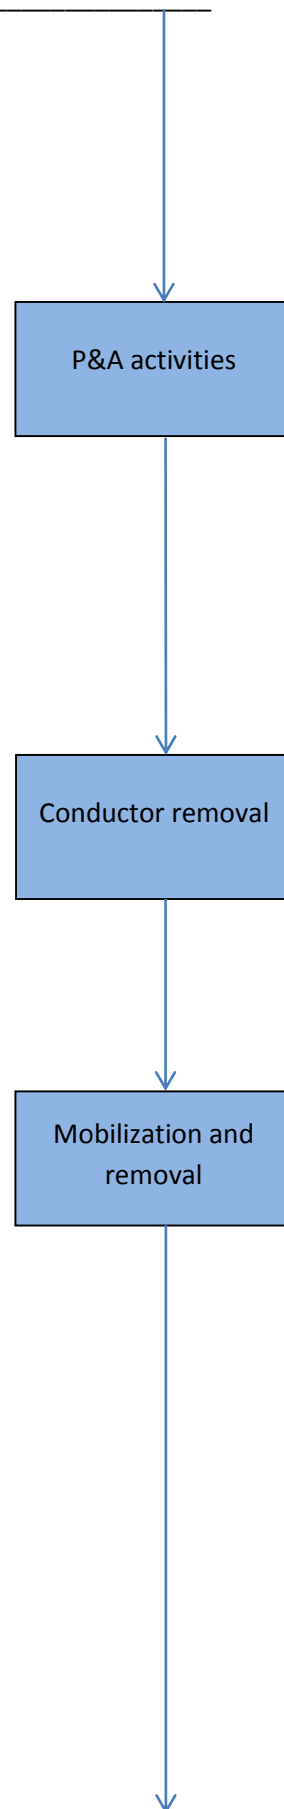 P&A activities
Conductor removal
Mobilization and
removal